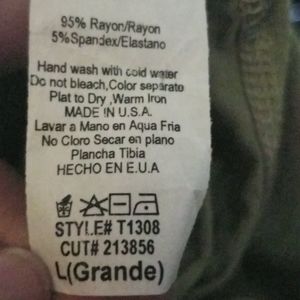 95% Rayon/Rayon
5%Spandex/Elastano
Hand wash with cold water
Do not bleach,Color separato
Plat to Dry ,Warm Iron
MADE IN U.S.A.
Lavar a Mano en Aqua Fria
No Cloro Secar en plano
Plancha Tibia
HECHO EN E.U.A
STYLE# T1308
CUT# 213856
L(Grande)